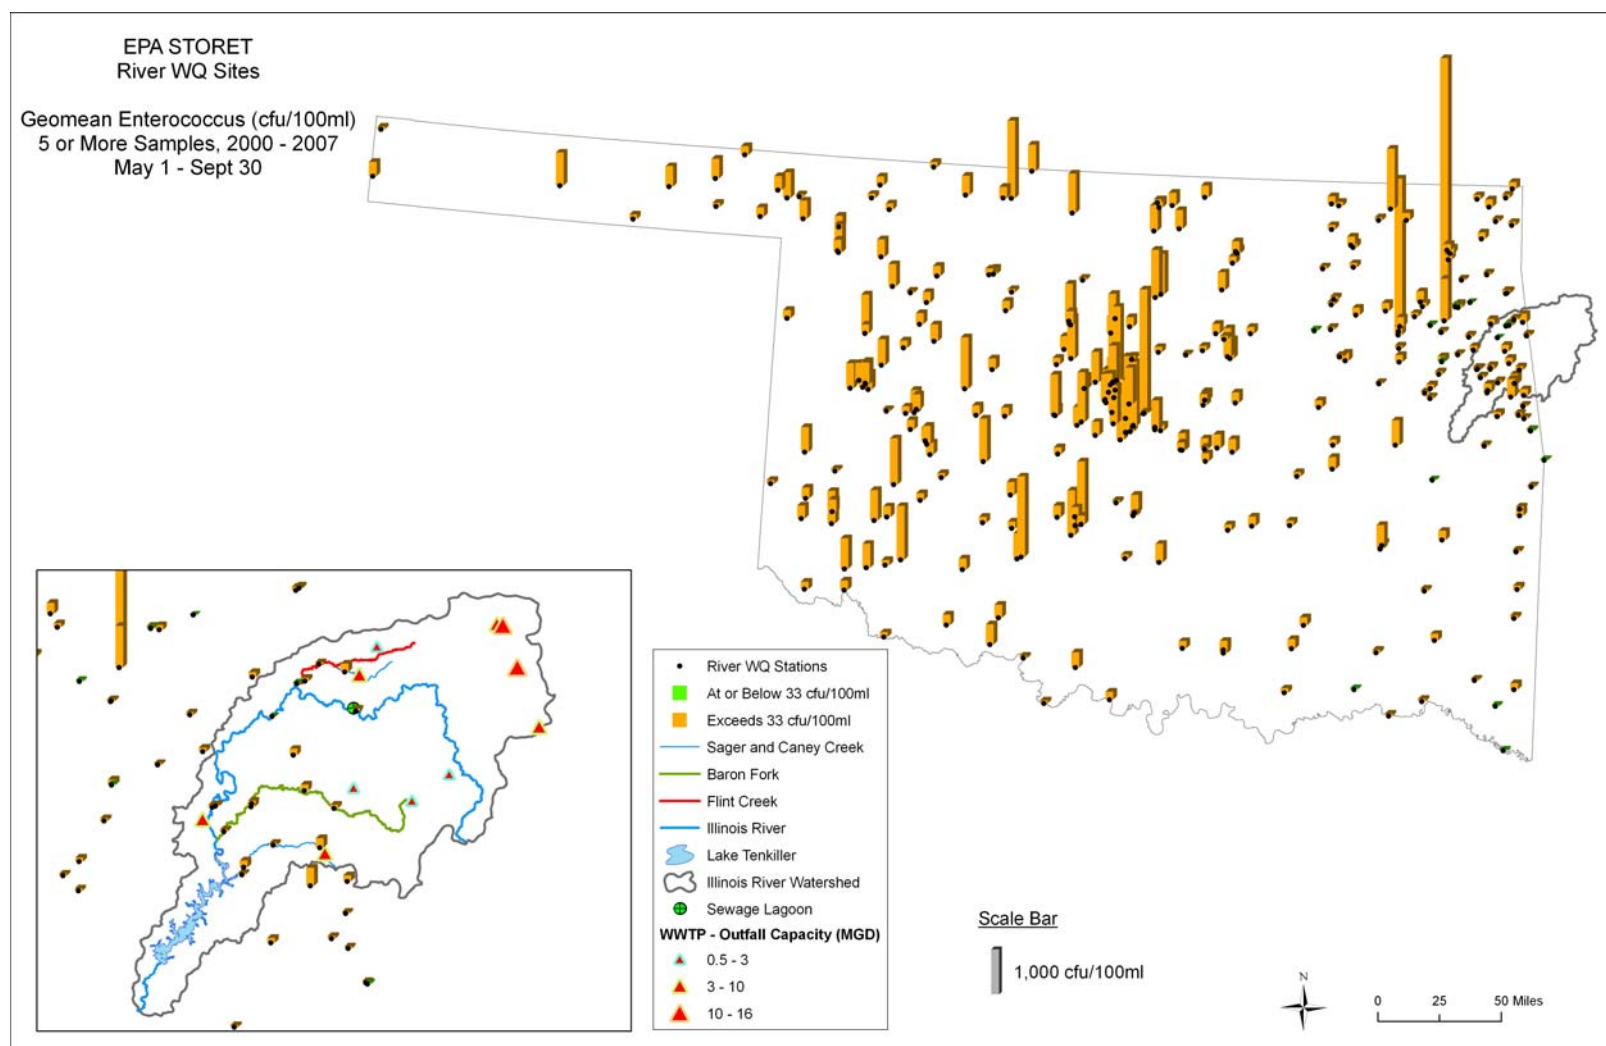 EPA STORET
River WQ Sites
Geomean Enterococcus (cfu/100ml)
5 or More Samples, 2000 - 2007
May 1 - Sept 30
River WQ Stations
At or Below 33 cfu/100ml
Exceeds 33 cfu/100ml
Sager and Caney Creek
Baron Fork
Flint Creek
Illinois River
Lake Tenkiller
Illinois River Watershed
Sewage Lagoon
WWTP - Outfall Capacity (MGD)
0.5 - 3
3 - 10
10 - 16
Scale Bar
1,000 cfu/100ml
N
0 25 50 Miles